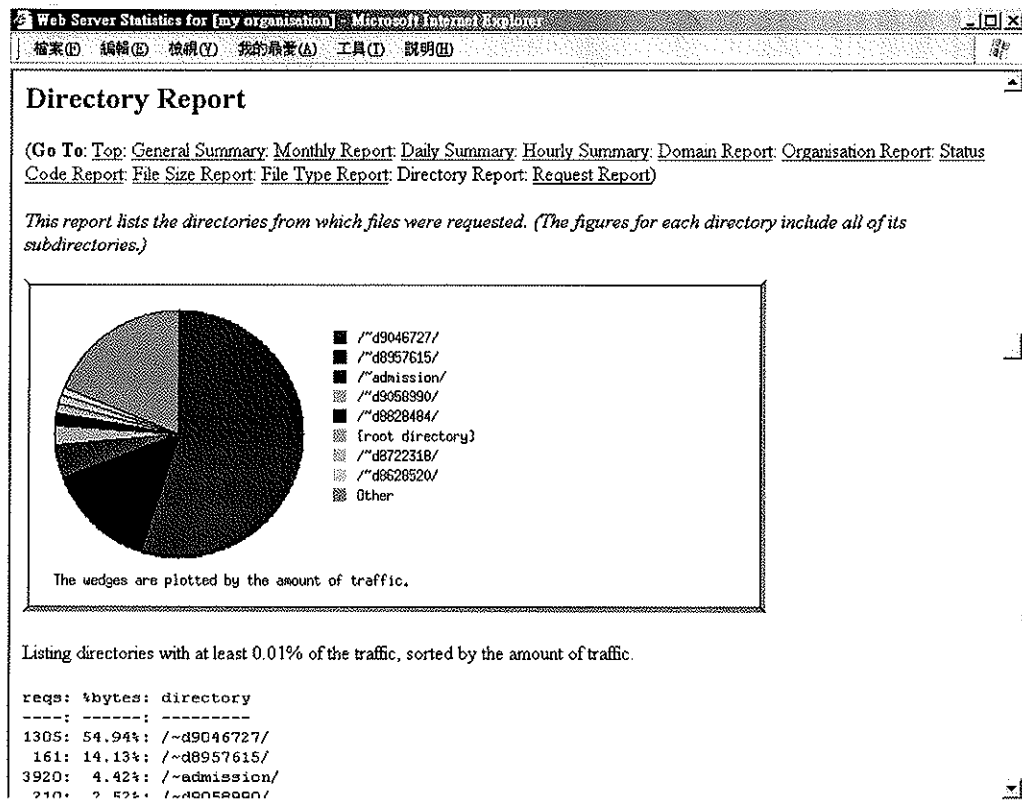 Web Server Statistics for [my organisation] - Microsoft Internet Explorer
檔案(F) 編輯(E) 檢視(V) 我的最愛(A) 工具(T) 說明(H)
Directory Report
(Go To: Top: General Summary: Monthly Report: Daily Summary: Hourly Summary: Domain Report: Organisation Report: Status
Code Report: File Size Report: File Type Report: Directory Report: Request Report)
This report lists the directories from which files were requested. (The figures for each directory include all of its
subdirectories.)
/~d9046727/
/~d8957615/
/~admission/
/~d9058990/
/~d8828484/
[root directory]
/~d8722318/
/~d8628520/
Other
The wedges are plotted by the amount of traffic.
Listing directories with at least 0.01% of the traffic, sorted by the amount of traffic.
reqs: %bytes: directory
----: ------: ---------
1305: 54.94%: /~d9046727/
161: 14.13%: /~d8957615/
3920: 4.42%: /~admission/
210: 2.52%: /~d9058990/